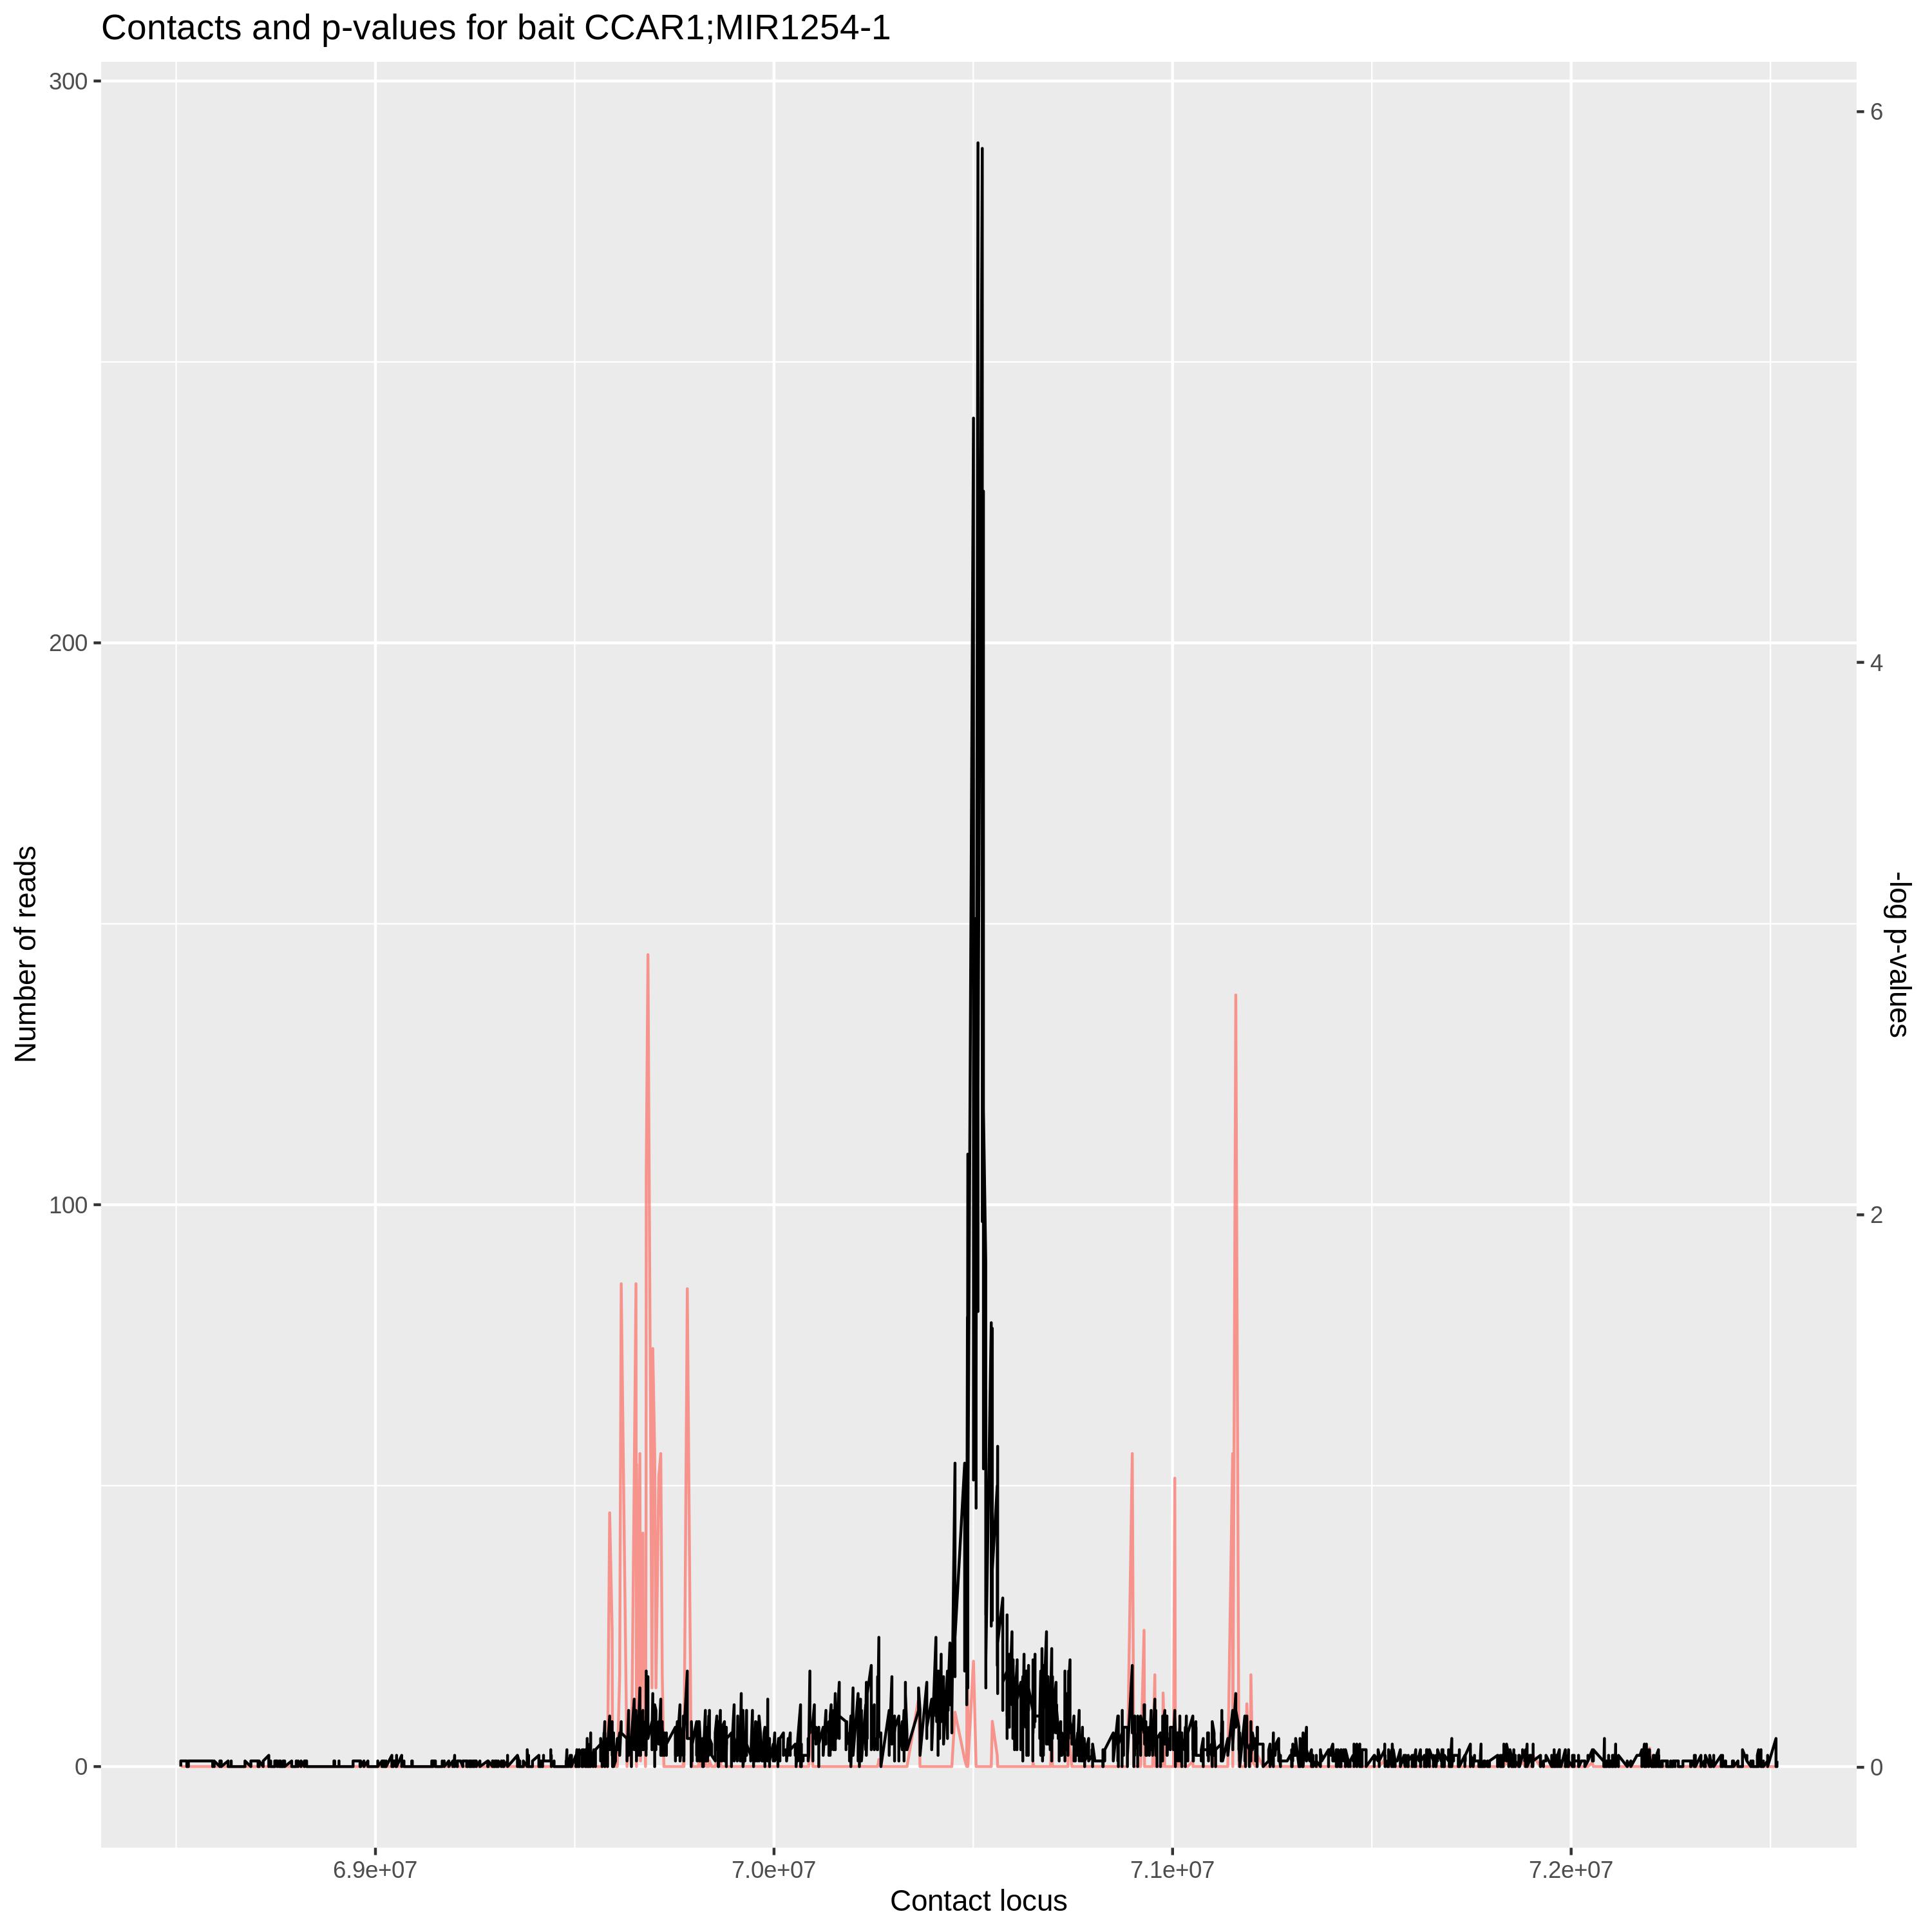 Contacts and p-values for bait CCAR1;MIR1254-1
300
200
100
0
Number of reads
6
4
2
0
-log p-values
6.9e+07
7.0e+07
7.1e+07
7.2e+07
Contact locus